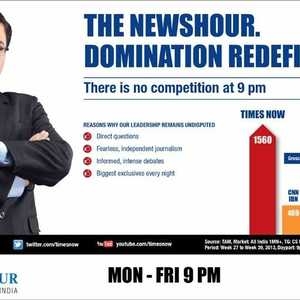 THE NEWSHOUR.
DOMINATION REDEF
There is no competition at 9 pm
REASONS WHY OUR LEADERSHIP REMAINS UNDISPUTED
Direct questions
Fearless, independent journalism
Informed, intense debates
Biggest exclusives every night
TIMES NOW
1560
CNN
IBN
twitter.com/timesnow
youtube.com/timesnow
Source: TAM, Market: All India 1MN+, TG: CS
Period: Week 27 to Week 39, 2013, Daypart:
UR
INDIA
MON - FRI 9 PM